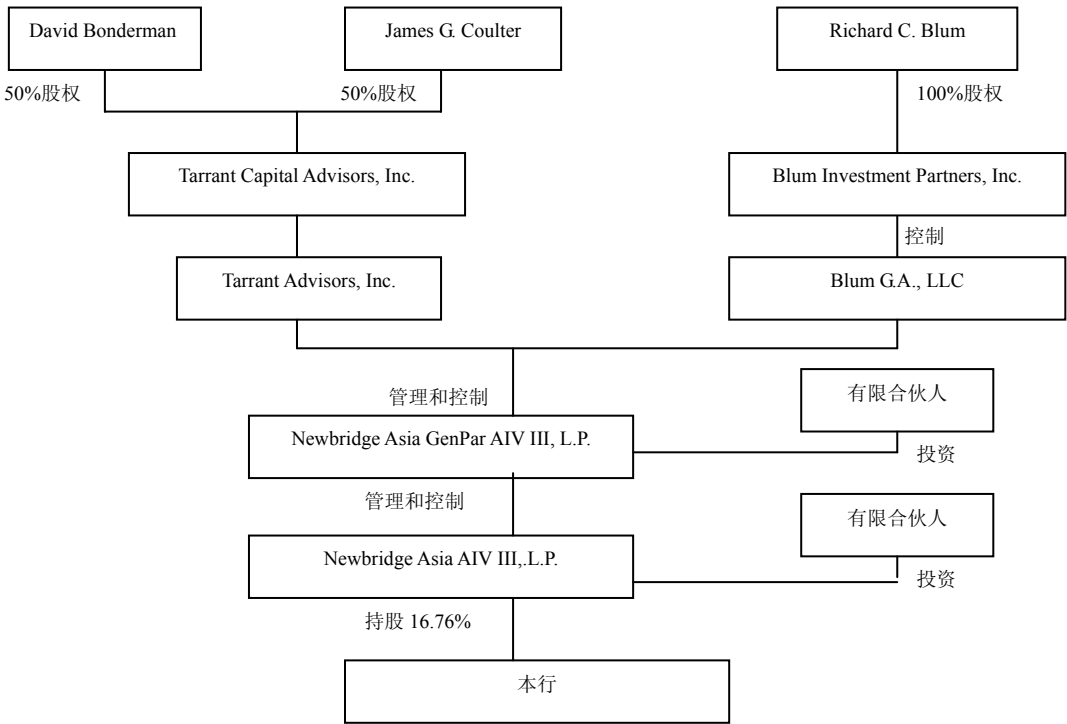 David Bonderman
James G. Coulter
Richard C. Blum
50%股权
50%股权
100%股权
Tarrant Capital Advisors, Inc.
Blum Investment Partners, Inc.
控制
Tarrant Advisors, Inc.
Blum G.A., LLC
管理和控制
有限合伙人
Newbridge Asia GenPar AIV III, L.P.
投资
管理和控制
有限合伙人
Newbridge Asia AIV III,.L.P.
投资
持股 16.76%
本行